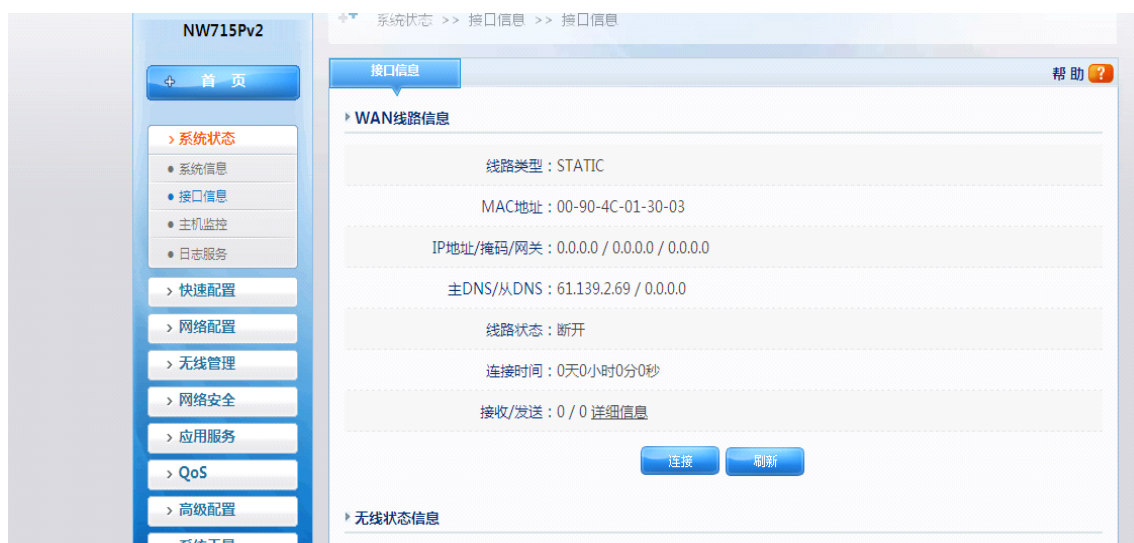 NW715Pv2
系统状态 >> 接口信息 >> 接口信息
首 页
接口信息
帮 助
WAN线路信息
系统状态
系统信息
接口信息
主机监控
日志服务
快速配置
网络配置
无线管理
网络安全
应用服务
QoS
高级配置
线路类型：STATIC
MAC地址：00-90-4C-01-30-03
IP地址/掩码/网关：0.0.0.0 / 0.0.0.0 / 0.0.0.0
主DNS/从DNS：61.139.2.69 / 0.0.0.0
线路状态：断开
连接时间：0天0小时0分0秒
接收/发送：0 / 0 详细信息
连接 刷新
无线状态信息